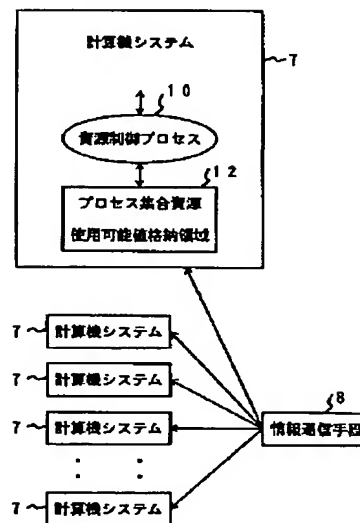 計算機システム
7
10
資源制御プロセス
12
プロセス集合資源
使用可能値格納領域
7 計算機システム
7 計算機システム
8
7 計算機システム
情報通信手段
7 計算機システム